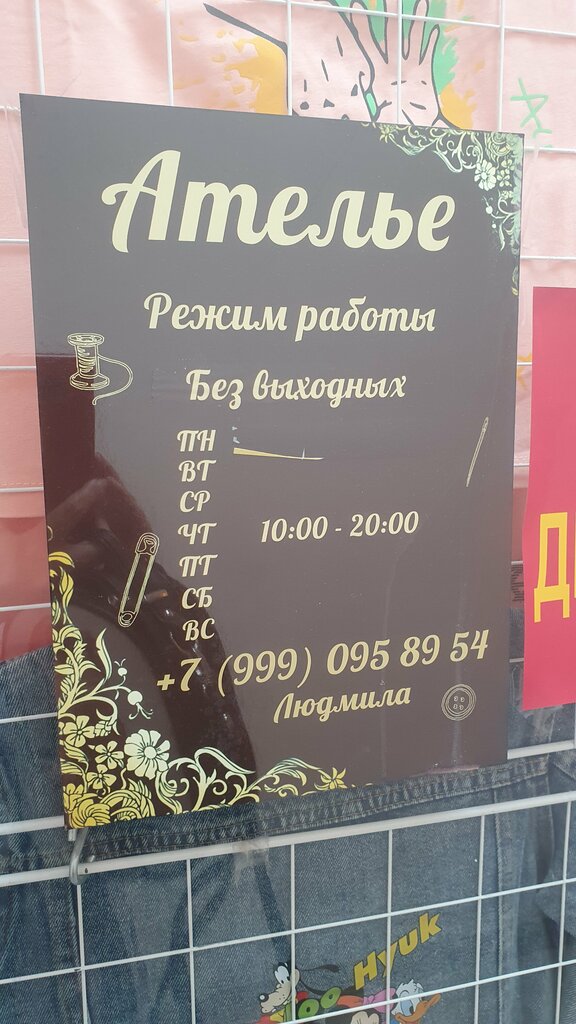 Ателье
Режим работы
Без выходных
ПН
ВТ
СР
ЧТ 10:00 - 20:00
ПТ
СБ
ВС
+7 (999) 095 89 54
Людмила
Hyuk